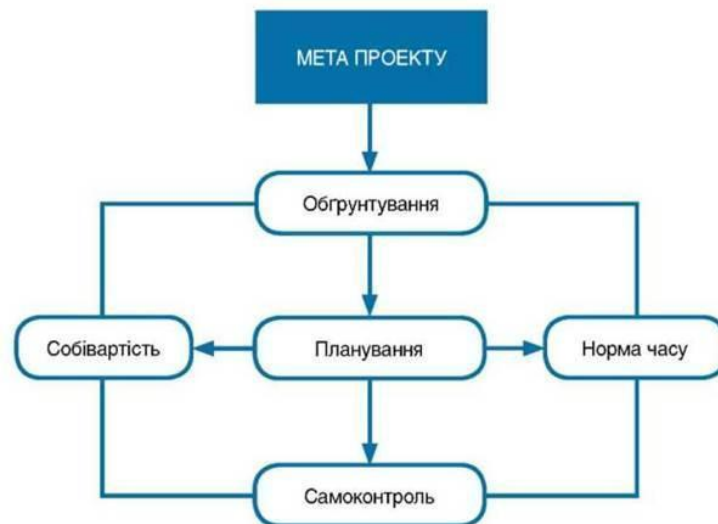 МЕТА ПРОЕКТУ
Обґрунтування
Собівартість
Планування
Норма часу
Самоконтроль